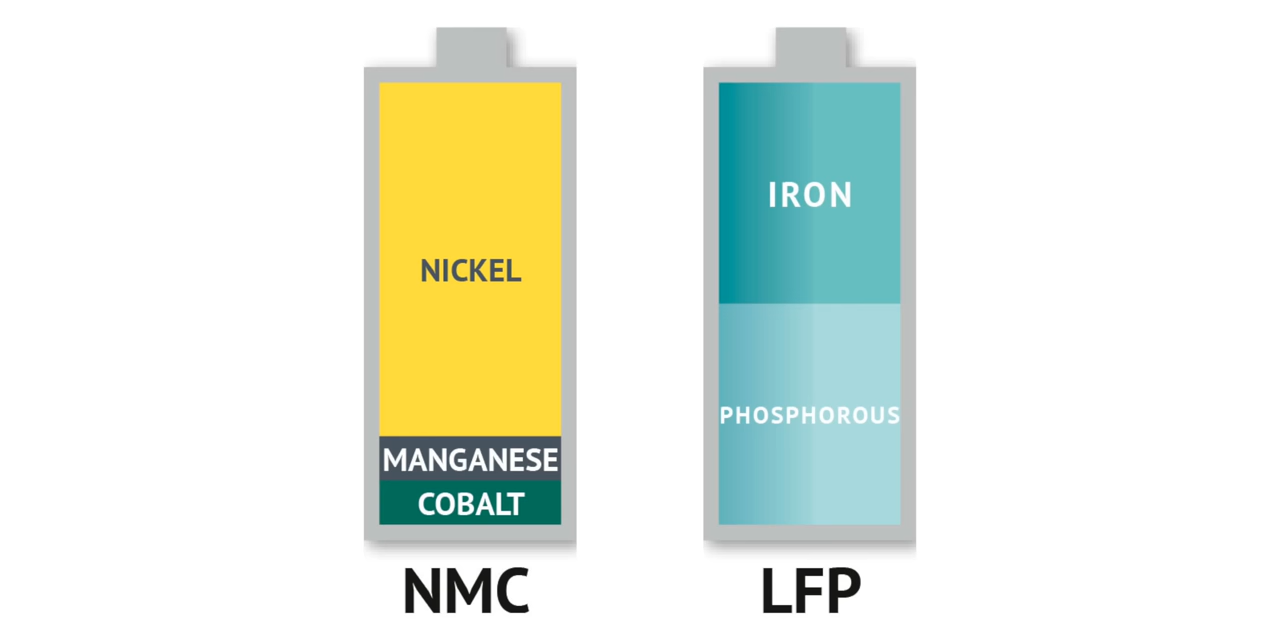 NICKEL
MANGANESE
COBALT
NMC
IRON
PHOSPHOROUS
LFP